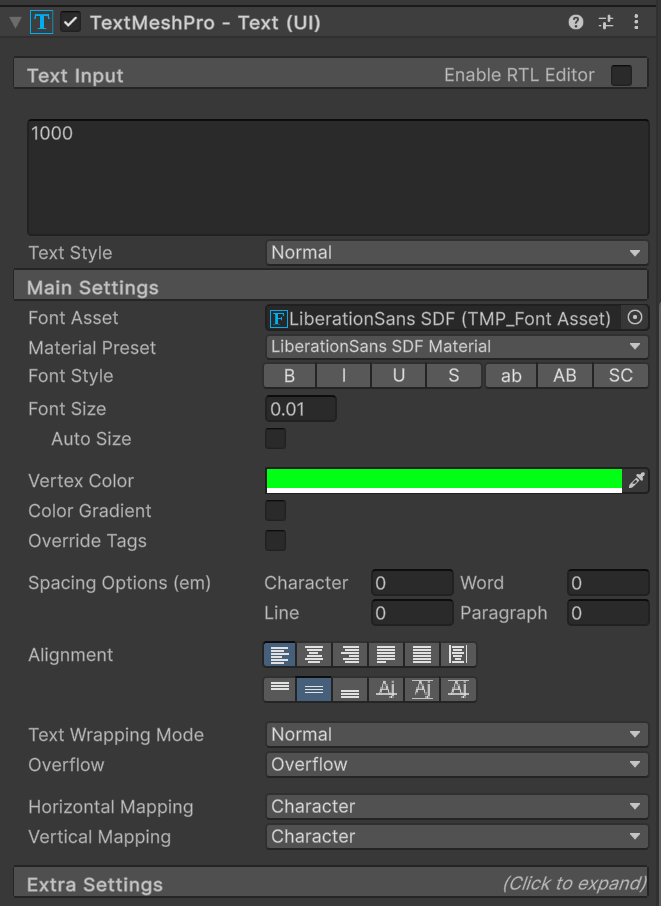 TextMeshPro - Text (UI)
Text Input Enable RTL Editor
1000
Text Style Normal
Main Settings
Font Asset LiberationSans SDF (TMP_Font Asset)
Material Preset LiberationSans SDF Material
Font Style B I U S ab AB SC
Font Size 0.01
Auto Size
Vertex Color
Color Gradient
Override Tags
Spacing Options (em) Character 0 Word 0
Line 0 Paragraph 0
Alignment
Text Wrapping Mode Normal
Overflow Overflow
Horizontal Mapping Character
Vertical Mapping Character
Extra Settings (Click to expand)